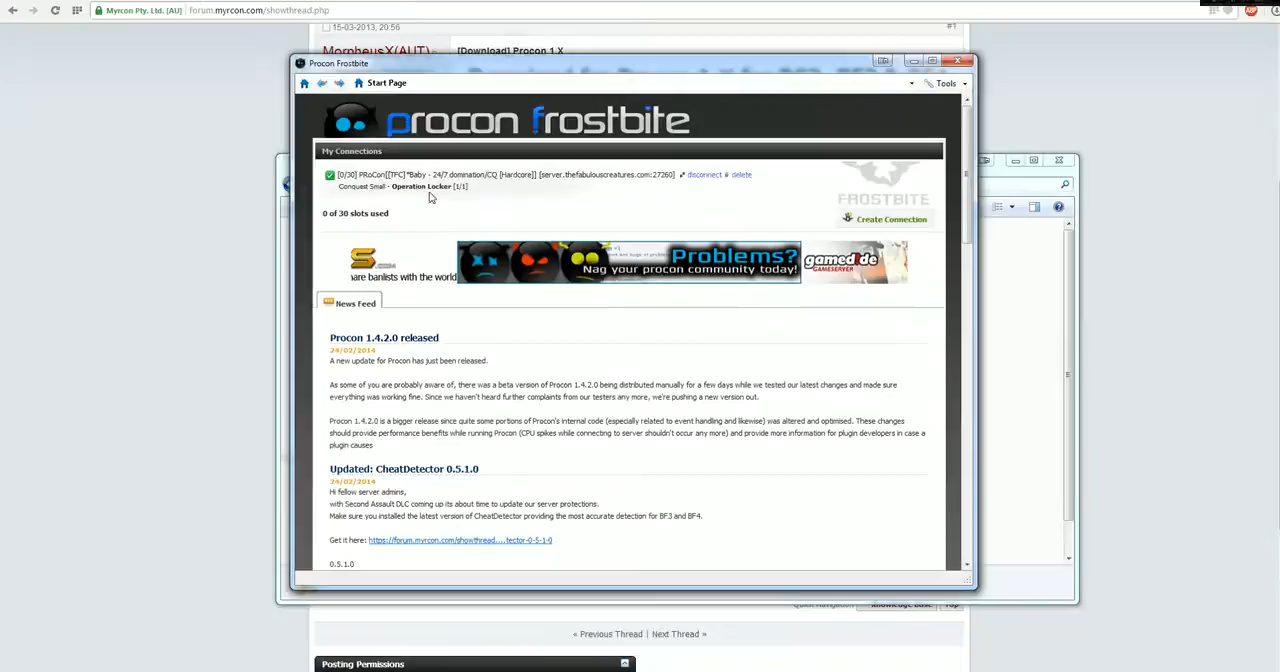 Myrcon Pty. Ltd. [AU]
forum.myrcon.com/showthread.php
15-03-2013, 20:56
#1
MorpheusX(AUT)
[Download] Procon 1.X
Procon Frostbite
Start Page
Tools
procon frostbite
My Connections
[0/30] PRoCon[[TFC]*Baby - 24/7 domination/CQ [Hardcore]] [server.thefabulouscreatures.com:27260]
disconnect
delete
Conquest Small - Operation Locker [1/1]
FROSTBITE
0 of 30 slots used
Create Connection
Problems?
Nag your procon community today!
hare banlists with the world
GAMESERVER
News Feed
Procon 1.4.2.0 released
24/02/2014
A new update for Procon has just been released.
As some of you are probably aware of, there was a beta version of Procon 1.4.2.0 being distributed manually for a few days while we tested our latest changes and made sure
everything was working fine. Since we haven't heard further complaints from our testers any more, we're pushing a new version out.
Procon 1.4.2.0 is a bigger release since quite some portions of Procon's internal code (especially related to event handling and likewise) was altered and optimised. These changes
should provide performance benefits while running Procon (CPU spikes while connecting to server shouldn't occur any more) and provide more information for plugin developers in case a
plugin causes
Updated: CheatDetector 0.5.1.0
24/02/2014
Hi fellow server admins,
with Second Assault DLC coming up its about time to update our server protections.
Make sure you installed the latest version of CheatDetector providing the most accurate detection for BF3 and BF4.
Get it here: https://forum.myrcon.com/showthread....tector-0-5-1-0
0.5.1.0
« Previous Thread | Next Thread »
Posting Permissions